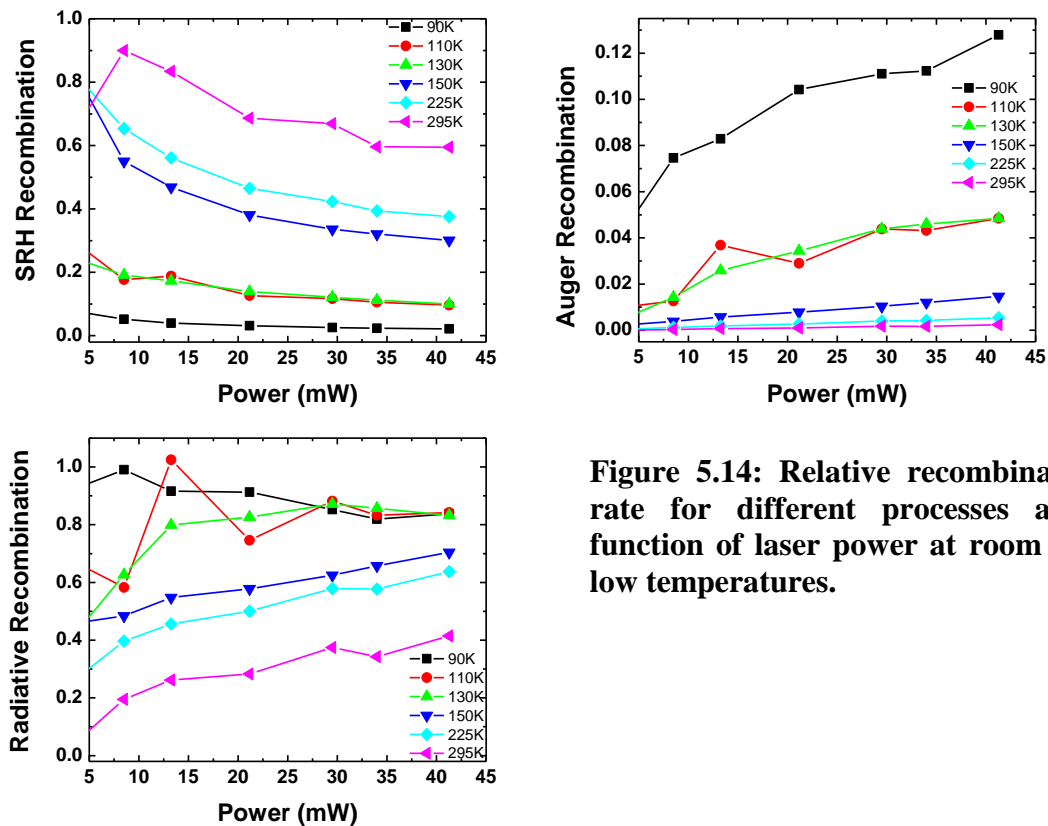 1.0
0.8
0.6
0.4
0.2
0.0
SRH Recombination
90K
110K
130K
150K
225K
295K
5 10 15 20 25 30 35 40 45
Power (mW)
0.12
0.10
0.08
0.06
0.04
0.02
0.00
Auger Recombination
90K
110K
130K
150K
225K
295K
5 10 15 20 25 30 35 40 45
Power (mW)
1.0
0.8
0.6
0.4
0.2
0.0
Radiative Recombination
90K
110K
130K
150K
225K
295K
5 10 15 20 25 30 35 40 45
Power (mW)
Figure 5.14: Relative recombina
rate for different processes a
function of laser power at room
low temperatures.